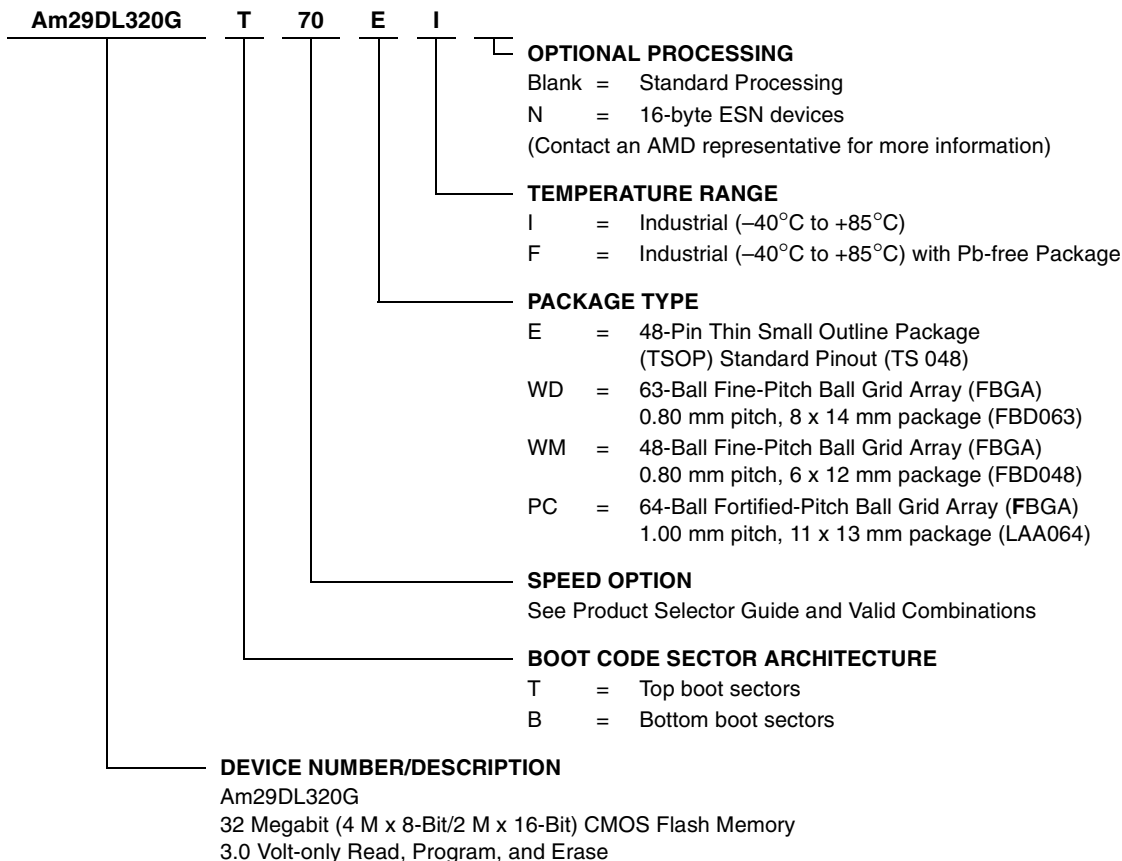 Am29DL320G T 70 E I
OPTIONAL PROCESSING
Blank = Standard Processing
N = 16-byte ESN devices
(Contact an AMD representative for more information)
TEMPERATURE RANGE
I = Industrial (–40°C to +85°C)
F = Industrial (–40°C to +85°C) with Pb-free Package
PACKAGE TYPE
E = 48-Pin Thin Small Outline Package
(TSOP) Standard Pinout (TS 048)
WD = 63-Ball Fine-Pitch Ball Grid Array (FBGA)
0.80 mm pitch, 8 x 14 mm package (FBD063)
WM = 48-Ball Fine-Pitch Ball Grid Array (FBGA)
0.80 mm pitch, 6 x 12 mm package (FBD048)
PC = 64-Ball Fortified-Pitch Ball Grid Array (FBGA)
1.00 mm pitch, 11 x 13 mm package (LAA064)
SPEED OPTION
See Product Selector Guide and Valid Combinations
BOOT CODE SECTOR ARCHITECTURE
T = Top boot sectors
B = Bottom boot sectors
DEVICE NUMBER/DESCRIPTION
Am29DL320G
32 Megabit (4 M x 8-Bit/2 M x 16-Bit) CMOS Flash Memory
3.0 Volt-only Read, Program, and Erase